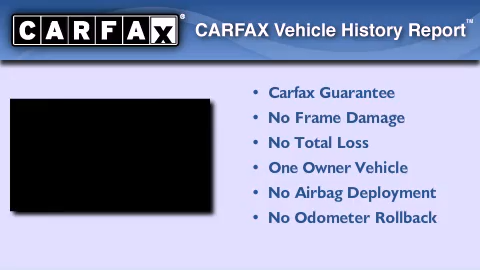 CARFAX® CARFAX Vehicle History Report™
• Carfax Guarantee
• No Frame Damage
• No Total Loss
• One Owner Vehicle
• No Airbag Deployment
• No Odometer Rollback